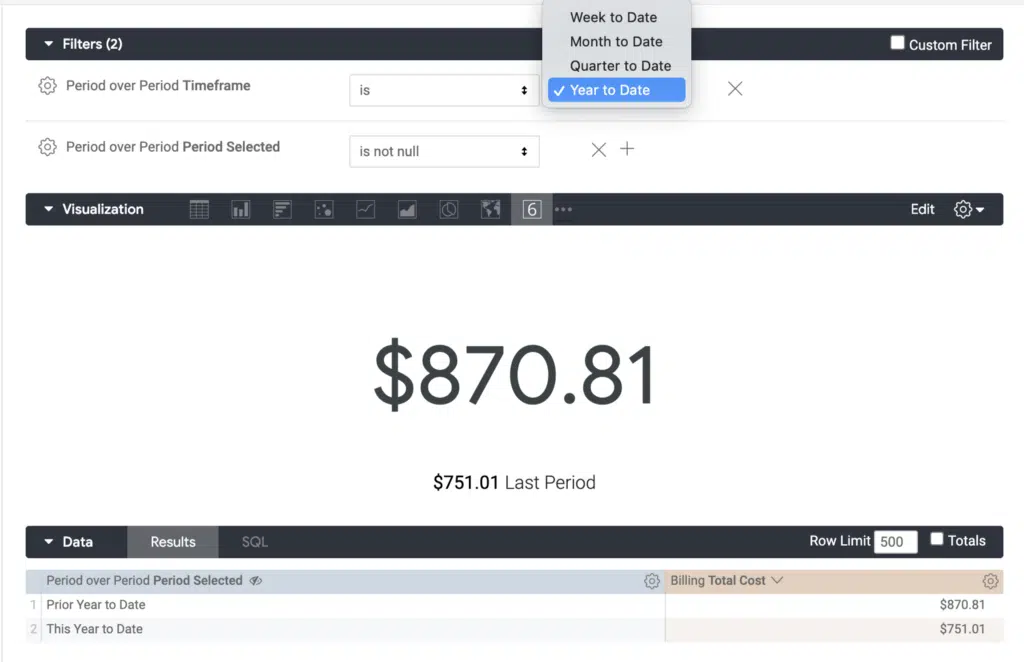 Week to Date
Month to Date
Quarter to Date
✓ Year to Date
Filters (2)
Custom Filter
Period over Period Timeframe
is
Period over Period Period Selected
is not null
Visualization
6
Edit
$870.81
$751.01 Last Period
Data Results SQL Row Limit 500 Totals
Period over Period Period Selected Billing Total Cost
1 Prior Year to Date $870.81
2 This Year to Date $751.01